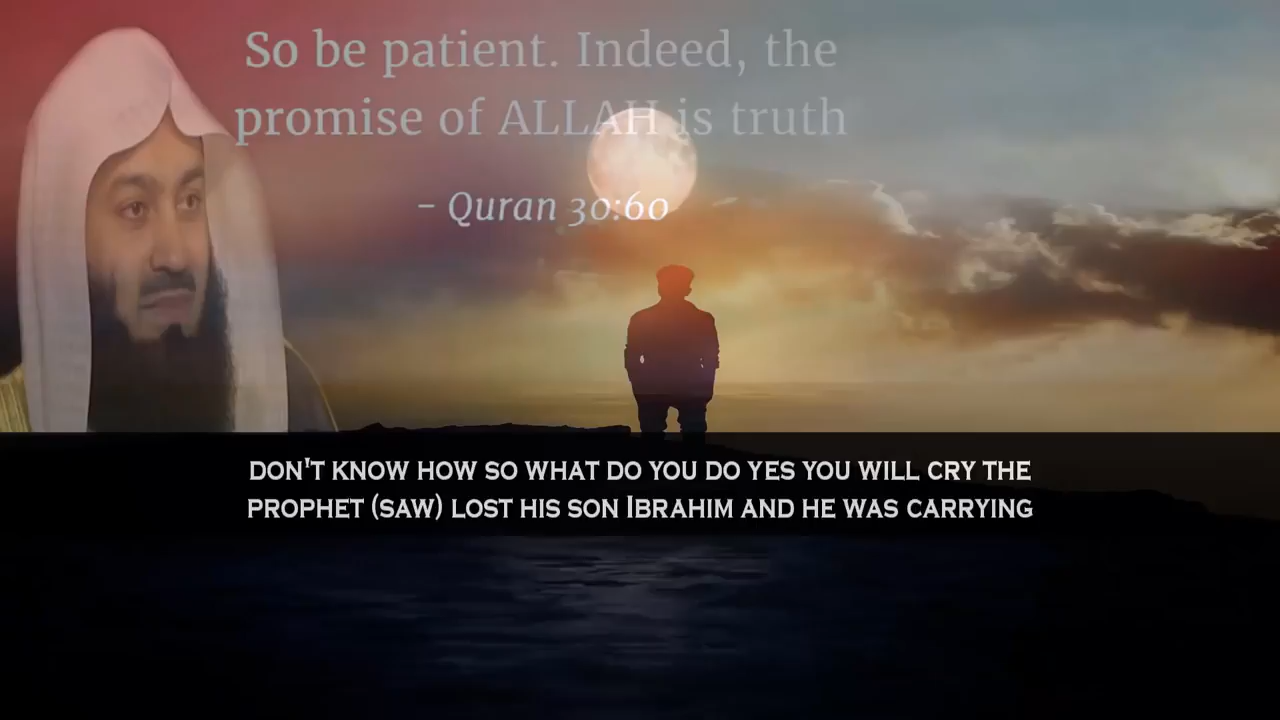 So be patient. Indeed, the
promise of ALLAH is truth
- Quran 30:60
DON'T KNOW HOW SO WHAT DO YOU DO YES YOU WILL CRY THE
PROPHET (SAW) LOST HIS SON IBRAHIM AND HE WAS CARRYING